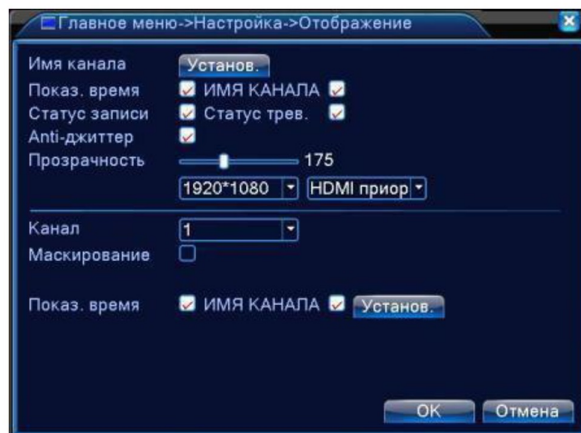 Главное меню->Настройка->Отображение
Имя канала Установ.
Показ. время ИМЯ КАНАЛА
Статус записи Статус трев.
Anti-джиттер
Прозрачность 175
1920*1080 HDMI приор
Канал 1
Маскирование
Показ. время ИМЯ КАНАЛА Установ.
OK Отмена